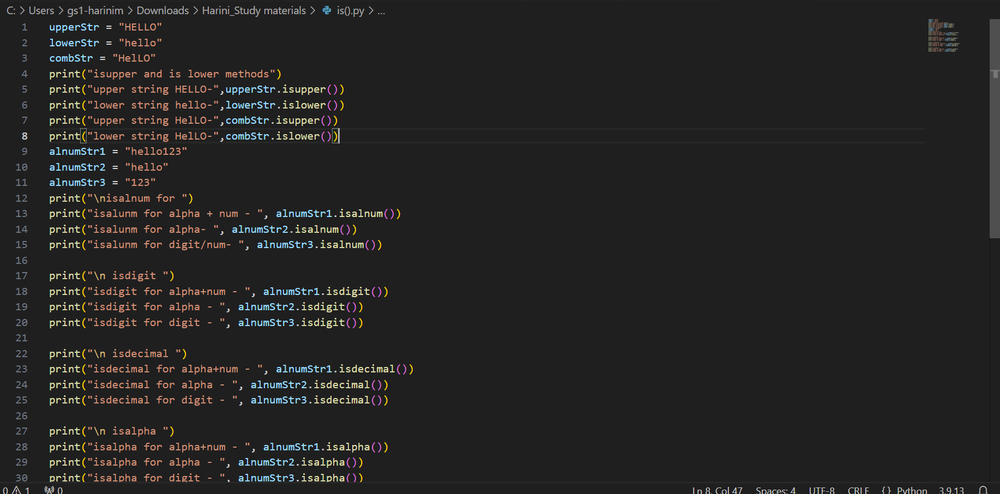 C: > Users > gs1-harinim > Downloads > Harini_Study materials > is().py > ...
1 upperStr = "HELLO"
2 lowerStr = "hello"
3 combStr = "HelLO"
4 print("isupper and is lower methods")
5 print("upper string HELLO-",upperStr.isupper())
6 print("lower string hello-",lowerStr.islower())
7 print("upper string HelLO-",combStr.isupper())
8 print("lower string HelLO-",combStr.islower())
9 alnumStr1 = "hello123"
10 alnumStr2 = "hello"
11 alnumStr3 = "123"
12 print("\nisalnum for ")
13 print("isalunm for alpha + num - ", alnumStr1.isalnum())
14 print("isalunm for alpha- ", alnumStr2.isalnum())
15 print("isalunm for digit/num- ", alnumStr3.isalnum())
16
17 print("\n isdigit ")
18 print("isdigit for alpha+num - ", alnumStr1.isdigit())
19 print("isdigit for alpha - ", alnumStr2.isdigit())
20 print("isdigit for digit - ", alnumStr3.isdigit())
21
22 print("\n isdecimal ")
23 print("isdecimal for alpha+num - ", alnumStr1.isdecimal())
24 print("isdecimal for alpha - ", alnumStr2.isdecimal())
25 print("isdecimal for digit - ", alnumStr3.isdecimal())
26
27 print("\n isalpha ")
28 print("isalpha for alpha+num - ", alnumStr1.isalpha())
29 print("isalpha for alpha - ", alnumStr2.isalpha())
30 print("isalpha for digit - ", alnumStr3.isalpha())
0 1 0 Ln 8, Col 47 Spaces: 4 UTF-8 CRLF {} Python 3.9.13